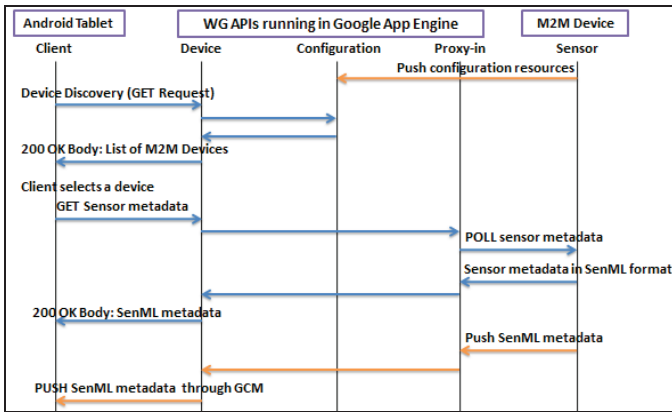 Android Tablet
WG APIs running in Google App Engine
M2M Device
Client
Device
Configuration
Proxy-in
Sensor
Push configuration resources
Device Discovery (GET Request)
200 OK Body: List of M2M Devices
Client selects a device
GET Sensor metadata
POLL sensor metadata
Sensor metadata in SenML format
200 OK Body: SenML metadata
Push SenML metadata
PUSH SenML metadata through GCM